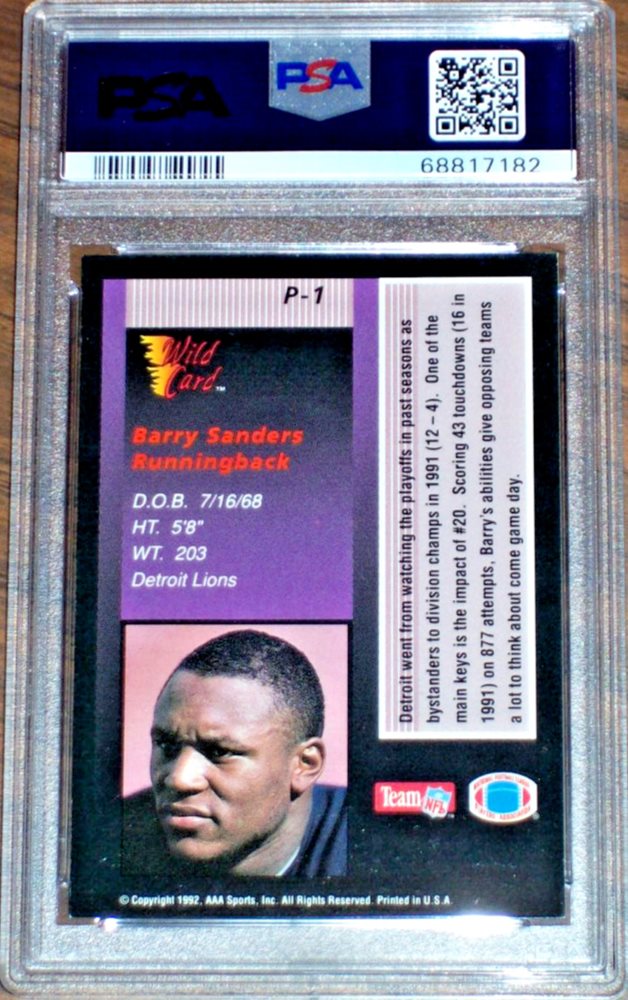 PSA
PSA
68817182
P-1
Wild
Card™
Barry Sanders
Runningback
D.O.B. 7/16/68
HT. 5'8"
WT. 203
Detroit Lions
Detroit went from watching the playoffs in past seasons as
bystanders to division champs in 1991 (12 – 4). One of the
main keys is the impact of #20. Scoring 43 touchdowns (16 in
1991) on 877 attempts, Barry's abilities give opposing teams
a lot to think about come game day.
Team NFL™
© Copyright 1992, AAA Sports, Inc. All Rights Reserved. Printed in U.S.A.